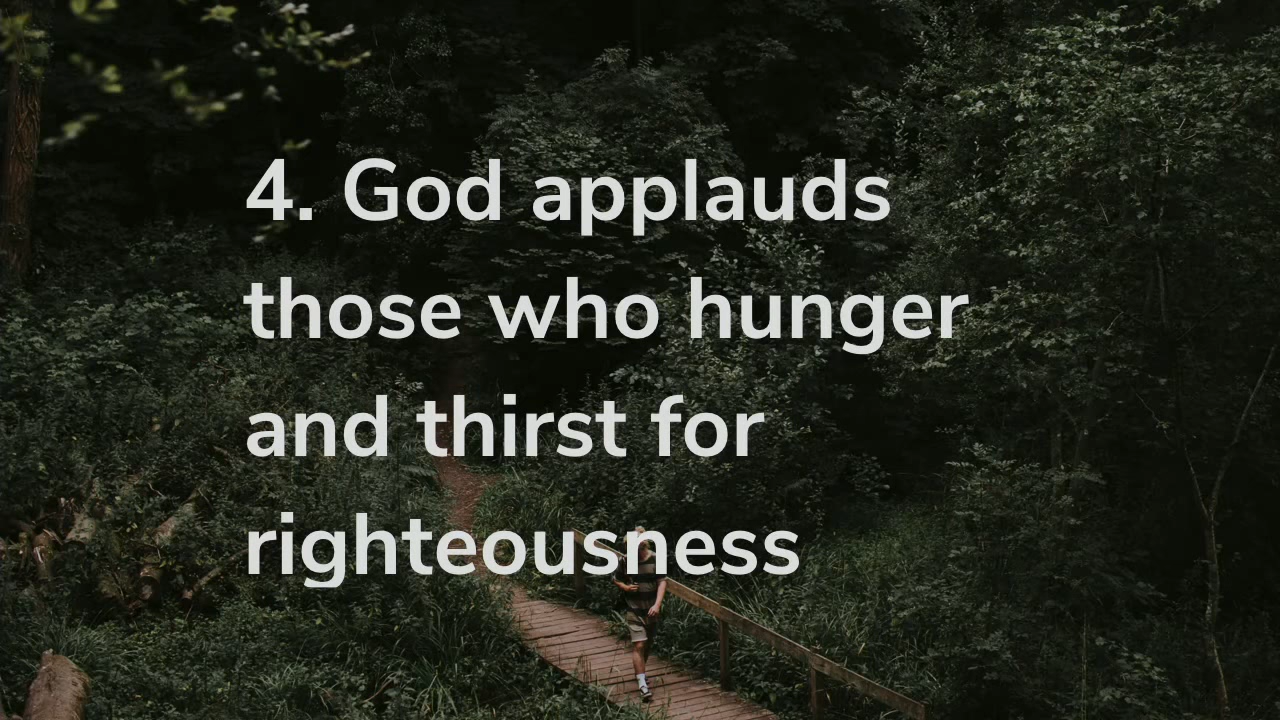 4. God applauds
those who hunger
and thirst for
righteousness